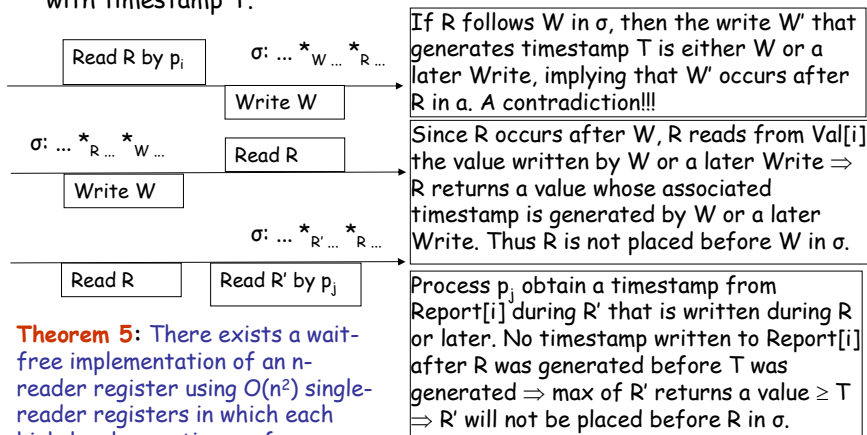 with timestamp T.
Read R by pᵢ
σ: ... *W ... *R ...
Write W
If R follows W in σ, then the write W' that
generates timestamp T is either W or a
later Write, implying that W' occurs after
R in a. A contradiction!!!
σ: ... *R ... *W ...
Read R
Write W
Since R occurs after W, R reads from Val[i]
the value written by W or a later Write ⇒
R returns a value whose associated
timestamp is generated by W or a later
Write. Thus R is not placed before W in σ.
σ: ... *R' ... *R ...
Read R
Read R' by pⱼ
Process pⱼ obtain a timestamp from
Report[i] during R' that is written during R
or later. No timestamp written to Report[i]
after R was generated before T was
generated ⇒ max of R' returns a value ≥ T
⇒ R' will not be placed before R in σ.
Theorem 5: There exists a wait-
free implementation of an n-
reader register using O(n²) single-
reader registers in which each